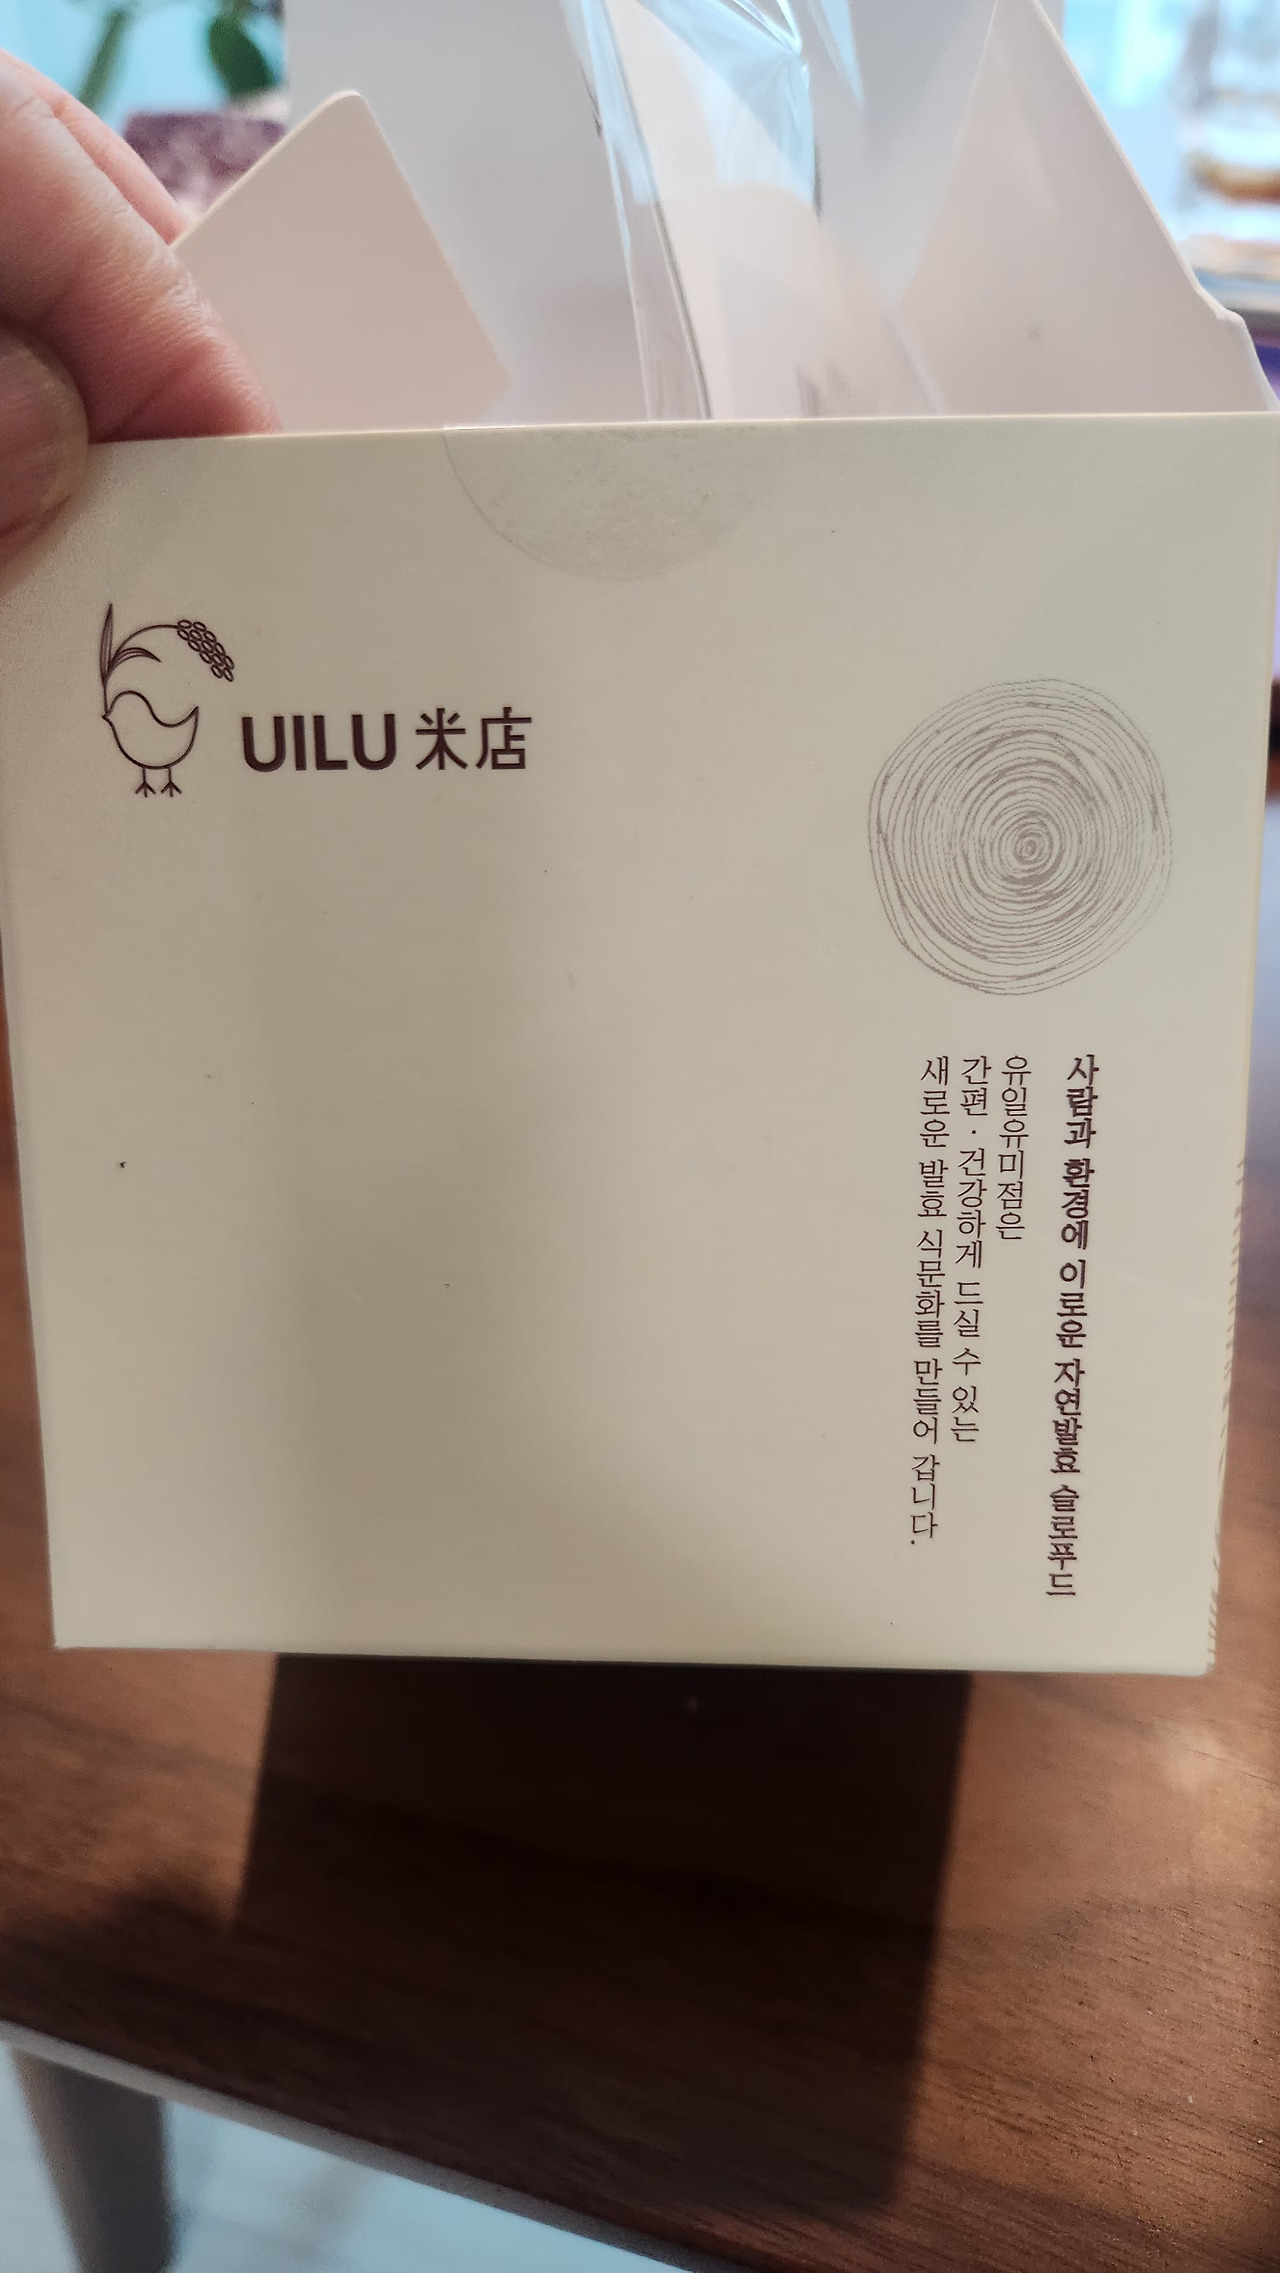 UILU 米店
사람과 환경에 이로운 자연발효 슬로푸드
유일유미점은
간편 · 건강하게 드실 수 있는
새로운 발효 식문화를 만들어 갑니다.